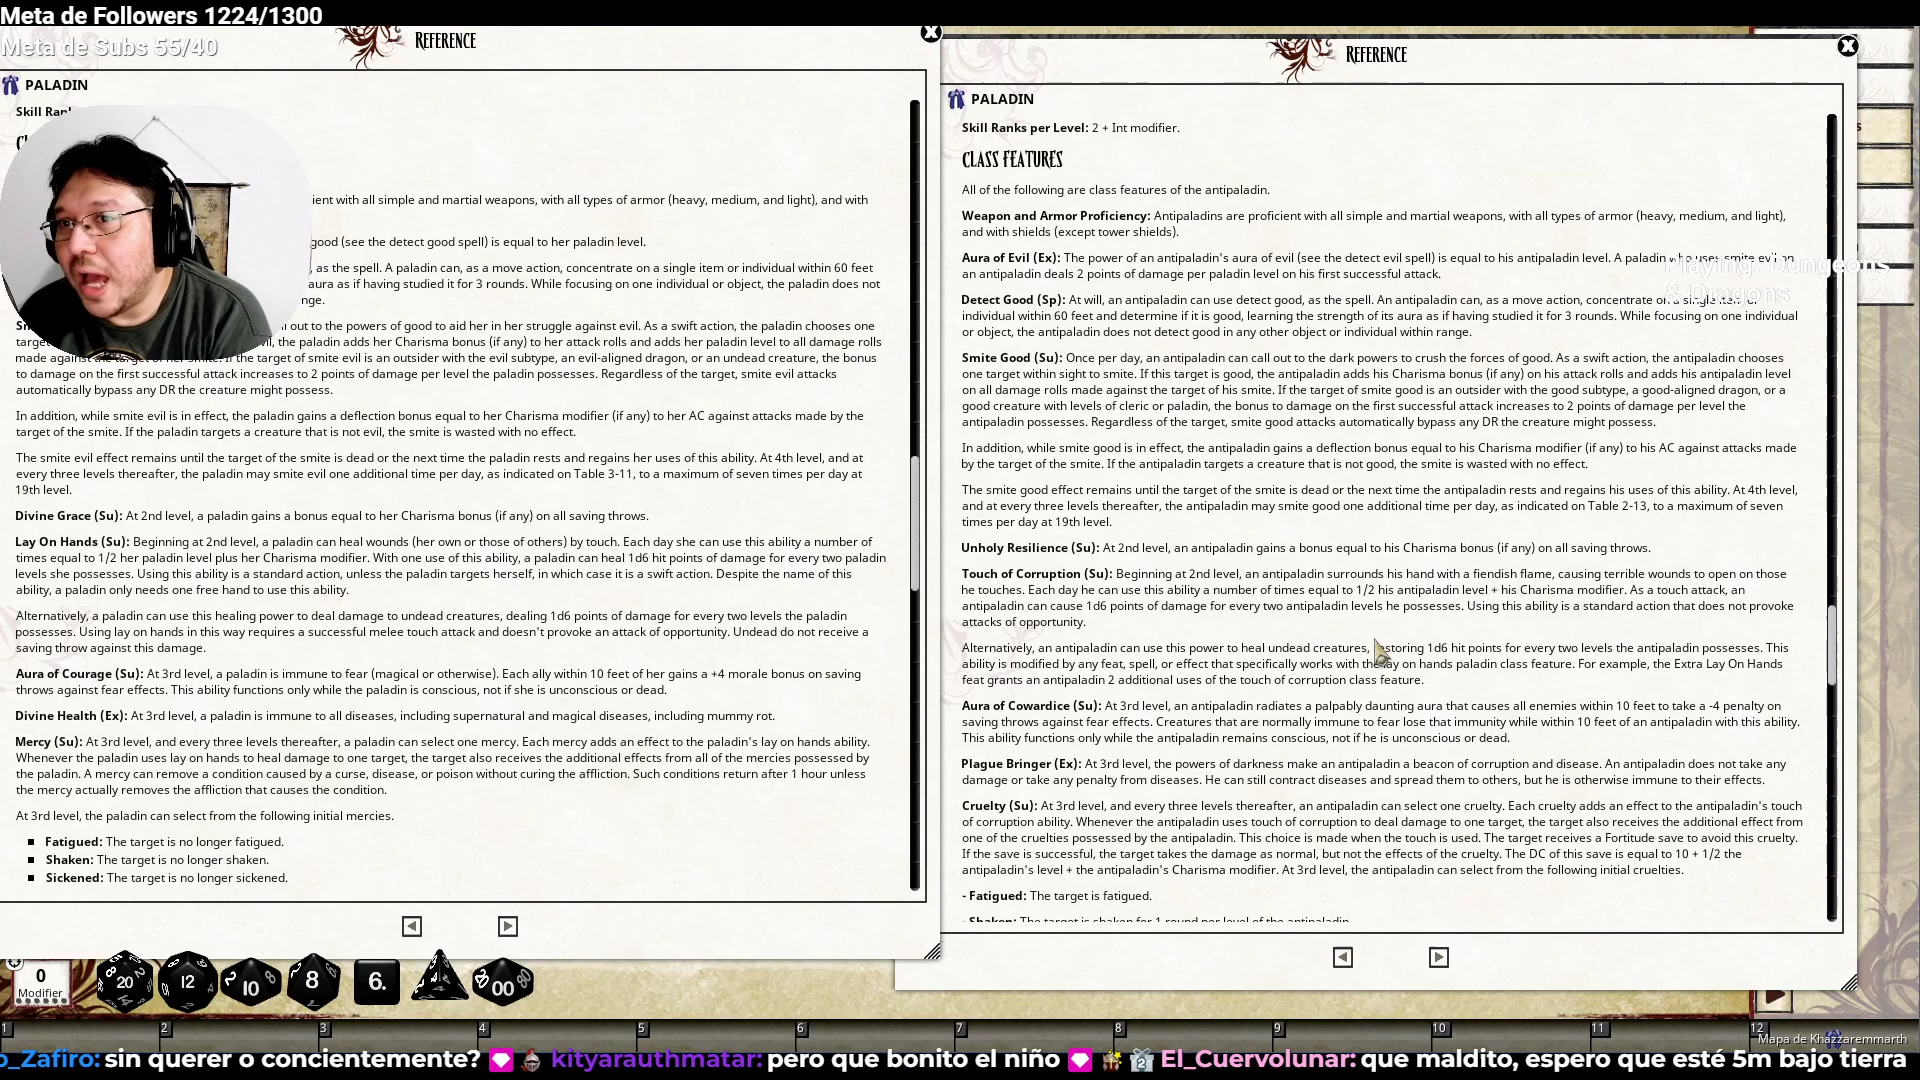 Meta de Followers 1224/1300
Meta de Subs 55/40
REFERENCE
PALADIN
Skill Ran
ient with all simple and martial weapons, with all types of armor (heavy, medium, and light), and with
good (see the detect good spell) is equal to her paladin level.
, as the spell. A paladin can, as a move action, concentrate on a single item or individual within 60 feet
aura as if having studied it for 3 rounds. While focusing on one individual or object, the paladin does not
nge.
out to the powers of good to aid her in her struggle against evil. As a swift action, the paladin chooses one
target vil, the paladin adds her Charisma bonus (if any) to her attack rolls and adds her paladin level to all damage rolls
made against the target of her smite. If the target of smite evil is an outsider with the evil subtype, an evil-aligned dragon, or an undead creature, the bonus
to damage on the first successful attack increases to 2 points of damage per level the paladin possesses. Regardless of the target, smite evil attacks
automatically bypass any DR the creature might possess.
In addition, while smite evil is in effect, the paladin gains a deflection bonus equal to her Charisma modifier (if any) to her AC against attacks made by the
target of the smite. If the paladin targets a creature that is not evil, the smite is wasted with no effect.
The smite evil effect remains until the target of the smite is dead or the next time the paladin rests and regains her uses of this ability. At 4th level, and at
every three levels thereafter, the paladin may smite evil one additional time per day, as indicated on Table 3-11, to a maximum of seven times per day at
19th level.
Divine Grace (Su): At 2nd level, a paladin gains a bonus equal to her Charisma bonus (if any) on all saving throws.
Lay On Hands (Su): Beginning at 2nd level, a paladin can heal wounds (her own or those of others) by touch. Each day she can use this ability a number of
times equal to 1/2 her paladin level plus her Charisma modifier. With one use of this ability, a paladin can heal 1d6 hit points of damage for every two paladin
levels she possesses. Using this ability is a standard action, unless the paladin targets herself, in which case it is a swift action. Despite the name of this
ability, a paladin only needs one free hand to use this ability.
Alternatively, a paladin can use this healing power to deal damage to undead creatures, dealing 1d6 points of damage for every two levels the paladin
possesses. Using lay on hands in this way requires a successful melee touch attack and doesn't provoke an attack of opportunity. Undead do not receive a
saving throw against this damage.
Aura of Courage (Su): At 3rd level, a paladin is immune to fear (magical or otherwise). Each ally within 10 feet of her gains a +4 morale bonus on saving
throws against fear effects. This ability functions only while the paladin is conscious, not if she is unconscious or dead.
Divine Health (Ex): At 3rd level, a paladin is immune to all diseases, including supernatural and magical diseases, including mummy rot.
Mercy (Su): At 3rd level, and every three levels thereafter, a paladin can select one mercy. Each mercy adds an effect to the paladin's lay on hands ability.
Whenever the paladin uses lay on hands to heal damage to one target, the target also receives the additional effects from all of the mercies possessed by
the paladin. A mercy can remove a condition caused by a curse, disease, or poison without curing the affliction. Such conditions return after 1 hour unless
the mercy actually removes the affliction that causes the condition.
At 3rd level, the paladin can select from the following initial mercies.
Fatigued: The target is no longer fatigued.
Shaken: The target is no longer shaken.
Sickened: The target is no longer sickened.
REFERENCE
PALADIN
Skill Ranks per Level: 2 + Int modifier.
CLASS FEATURES
All of the following are class features of the antipaladin.
Weapon and Armor Proficiency: Antipaladins are proficient with all simple and martial weapons, with all types of armor (heavy, medium, and light),
and with shields (except tower shields).
Aura of Evil (Ex): The power of an antipaladin's aura of evil (see the detect evil spell) is equal to his antipaladin level. A paladin who uses smite evil on
an antipaladin deals 2 points of damage per paladin level on his first successful attack.
Detect Good (Sp): At will, an antipaladin can use detect good, as the spell. An antipaladin can, as a move action, concentrate on a single item or
individual within 60 feet and determine if it is good, learning the strength of its aura as if having studied it for 3 rounds. While focusing on one individual
or object, the antipaladin does not detect good in any other object or individual within range.
Smite Good (Su): Once per day, an antipaladin can call out to the dark powers to crush the forces of good. As a swift action, the antipaladin chooses
one target within sight to smite. If this target is good, the antipaladin adds his Charisma bonus (if any) on his attack rolls and adds his antipaladin level
on all damage rolls made against the target of his smite. If the target of smite good is an outsider with the good subtype, a good-aligned dragon, or a
good creature with levels of cleric or paladin, the bonus to damage on the first successful attack increases to 2 points of damage per level the
antipaladin possesses. Regardless of the target, smite good attacks automatically bypass any DR the creature might possess.
In addition, while smite good is in effect, the antipaladin gains a deflection bonus equal to his Charisma modifier (if any) to his AC against attacks made
by the target of the smite. If the antipaladin targets a creature that is not good, the smite is wasted with no effect.
The smite good effect remains until the target of the smite is dead or the next time the antipaladin rests and regains his uses of this ability. At 4th level,
and at every three levels thereafter, the antipaladin may smite good one additional time per day, as indicated on Table 2-13, to a maximum of seven
times per day at 19th level.
Unholy Resilience (Su): At 2nd level, an antipaladin gains a bonus equal to his Charisma bonus (if any) on all saving throws.
Touch of Corruption (Su): Beginning at 2nd level, an antipaladin surrounds his hand with a fiendish flame, causing terrible wounds to open on those
he touches. Each day he can use this ability a number of times equal to 1/2 his antipaladin level + his Charisma modifier. As a touch attack, an
antipaladin can cause 1d6 points of damage for every two antipaladin levels he possesses. Using this ability is a standard action that does not provoke
attacks of opportunity.
Alternatively, an antipaladin can use this power to heal undead creatures, restoring 1d6 hit points for every two levels the antipaladin possesses. This
ability is modified by any feat, spell, or effect that specifically works with the lay on hands paladin class feature. For example, the Extra Lay On Hands
feat grants an antipaladin 2 additional uses of the touch of corruption class feature.
Aura of Cowardice (Su): At 3rd level, an antipaladin radiates a palpably daunting aura that causes all enemies within 10 feet to take a -4 penalty on
saving throws against fear effects. Creatures that are normally immune to fear lose that immunity while within 10 feet of an antipaladin with this ability.
This ability functions only while the antipaladin remains conscious, not if he is unconscious or dead.
Plague Bringer (Ex): At 3rd level, the powers of darkness make an antipaladin a beacon of corruption and disease. An antipaladin does not take any
damage or take any penalty from diseases. He can still contract diseases and spread them to others, but he is otherwise immune to their effects.
Cruelty (Su): At 3rd level, and every three levels thereafter, an antipaladin can select one cruelty. Each cruelty adds an effect to the antipaladin's touch
of corruption ability. Whenever the antipaladin uses touch of corruption to deal damage to one target, the target also receives the additional effect from
one of the cruelties possessed by the antipaladin. This choice is made when the touch is used. The target receives a Fortitude save to avoid this cruelty.
If the save is successful, the target takes the damage as normal, but not the effects of the cruelty. The DC of this save is equal to 10 + 1/2 the
antipaladin's level + the antipaladin's Charisma modifier. At 3rd level, the antipaladin can select from the following initial cruelties.
- Fatigued: The target is fatigued.
- Shaken: The target is shaken for 1 round per level of the antipaladin.
Playing: Dungeons
& Dragons
0
Modifier
20 12 10 8 6. 00
1 2 3 4 5 6 7 8 9 10 11 12
Mapa de Khazzaremmarth
o_Zafiro: sin querer o concientemente? kityarauthmatar: pero que bonito el niño El_Cuervolunar: que maldito, espero que esté 5m bajo tierra